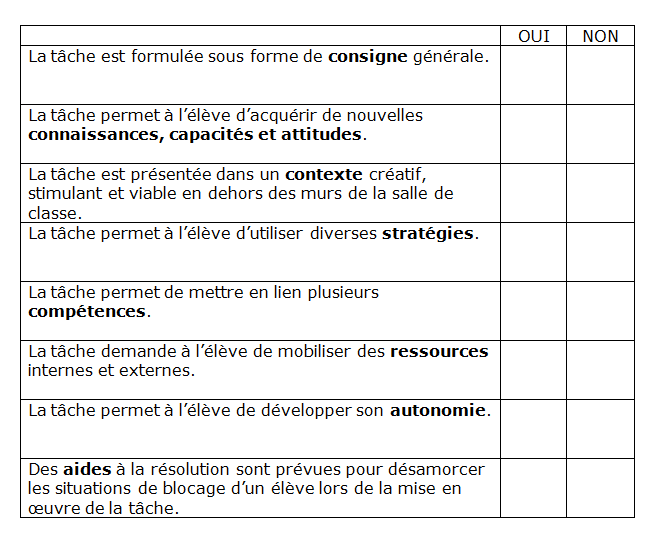 OUI NON
La tâche est formulée sous forme de consigne générale.
La tâche permet à l’élève d’acquérir de nouvelles
connaissances, capacités et attitudes.
La tâche est présentée dans un contexte créatif,
stimulant et viable en dehors des murs de la salle de
classe.
La tâche permet à l’élève d’utiliser diverses stratégies.
La tâche permet de mettre en lien plusieurs
compétences.
La tâche demande à l’élève de mobiliser des ressources
internes et externes.
La tâche permet à l’élève de développer son autonomie.
Des aides à la résolution sont prévues pour désamorcer
les situations de blocage d’un élève lors de la mise en
œuvre de la tâche.